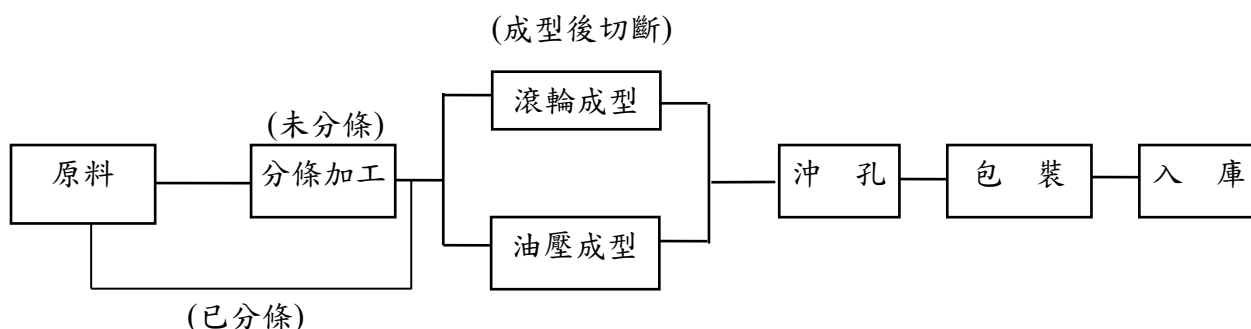 (成型後切斷)
滾輪成型
(未分條)
原料
分條加工
沖 孔
包 裝
入 庫
油壓成型
(已分條)